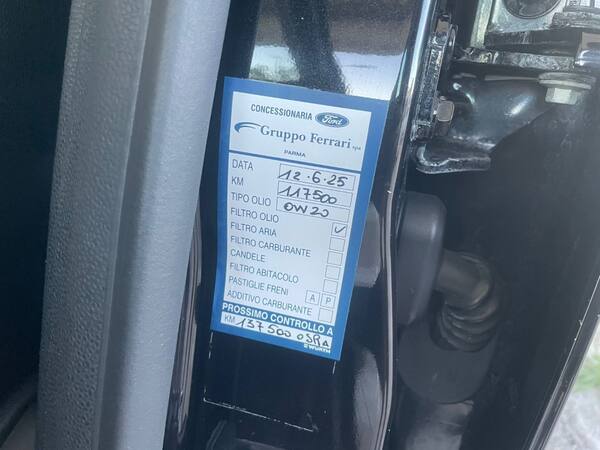 CONCESSIONARIA Ford
Gruppo Ferrari spa
PARMA
DATA 12.6.25
KM 117500
TIPO OLIO 0W20
FILTRO OLIO ✓
FILTRO ARIA
FILTRO CARBURANTE
CANDELE
FILTRO ABITACOLO
PASTIGLIE FRENI A P
ADDITIVO CARBURANTE
PROSSIMO CONTROLLO A
KM 137500
WÜRTH